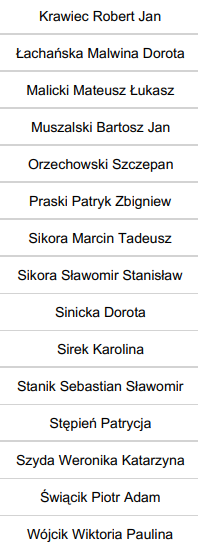 Krawiec Robert Jan
Łachańska Malwina Dorota
Malicki Mateusz Łukasz
Muszalski Bartosz Jan
Orzechowski Szczepan
Praski Patryk Zbigniew
Sikora Marcin Tadeusz
Sikora Sławomir Stanisław
Sinicka Dorota
Sirek Karolina
Stanik Sebastian Sławomir
Stępień Patrycja
Szyda Weronika Katarzyna
Świącik Piotr Adam
Wójcik Wiktoria Paulina